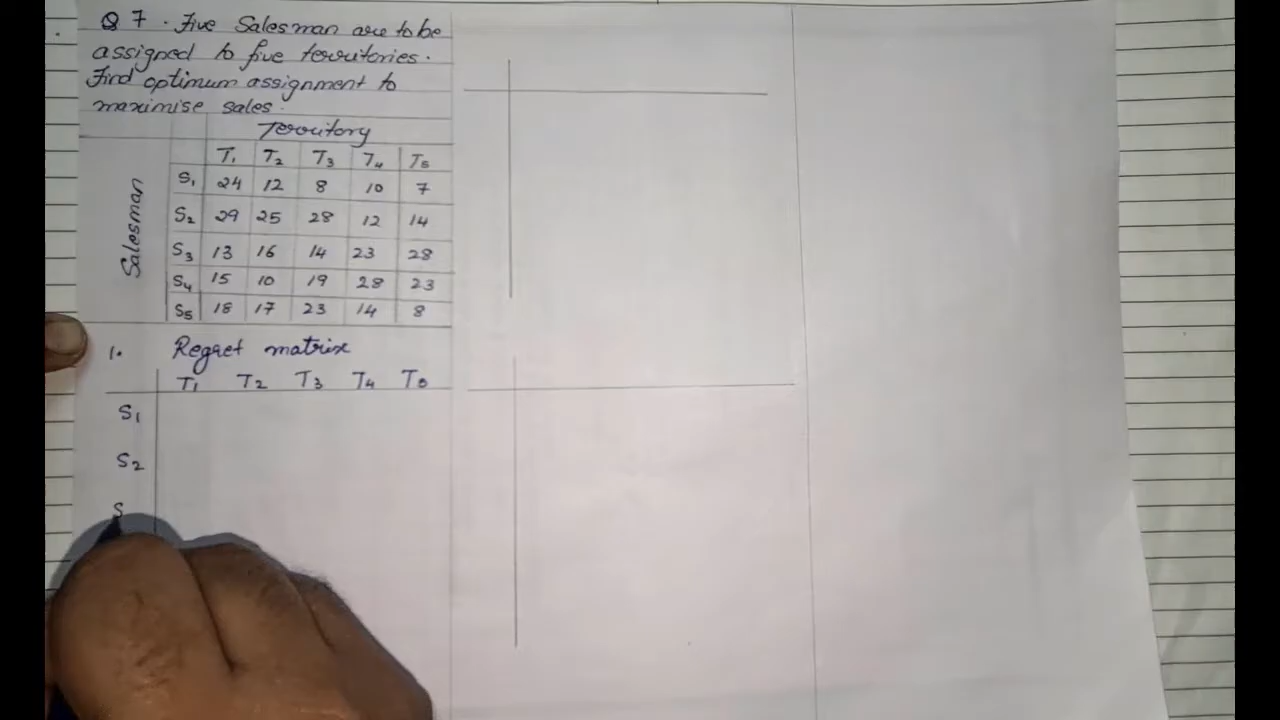 Q 7. Five Salesman are to be
assigned to five territories.
Find optimum assignment to
maximise sales.
Territory
T1 T2 T3 T4 T5
Salesman
S1 24 12 8 10 7
S2 29 25 28 12 14
S3 13 16 14 23 28
S4 15 10 19 28 23
S5 18 17 23 14 8
1. Regret matrix
T1 T2 T3 T4 T5
S1
S2
S